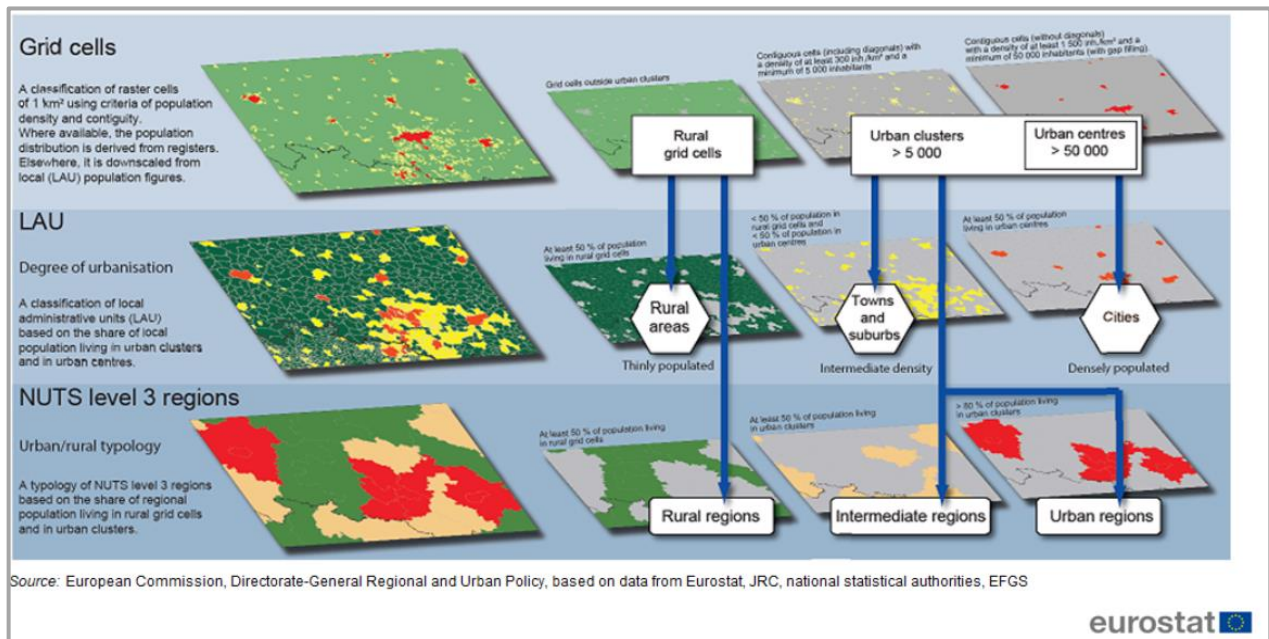 Grid cells
A classification of raster cells
of 1 km² using criteria of population
density and contiguity.
Where available, the population
distribution is derived from registers.
Elsewhere, it is downscaled from
local (LAU) population figures.
Grid cells outside urban clusters
Contiguous cells (including diagonals) with
a density of at least 300 inh./km² and a
minimum of 5 000 inhabitants
Contiguous cells (without diagonals)
with a density of at least 1 500 inh./km² and a
minimum of 50 000 inhabitants (with gap filling).
Rural
grid cells
Urban clusters
> 5 000
Urban centres
> 50 000
LAU
Degree of urbanisation
A classification of local
administrative units (LAU)
based on the share of local
population living in urban clusters
and in urban centres.
At least 50 % of population
living in rural grid cells
< 50 % of population in
rural grid cells and
< 50 % of population in
urban centres
At least 50 % of population
living in urban centres
Rural
areas
Towns
and
suburbs
Cities
Thinly populated
Intermediate density
Densely populated
NUTS level 3 regions
Urban/rural typology
A typology of NUTS level 3 regions
based on the share of regional
population living in rural grid cells
and in urban clusters.
At least 50 % of population living
in rural grid cells
At least 50 % of population living
in urban clusters
> 80 % of population living
in urban clusters
Rural regions
Intermediate regions
Urban regions
Source: European Commission, Directorate-General Regional and Urban Policy, based on data from Eurostat, JRC, national statistical authorities, EFGS
eurostat